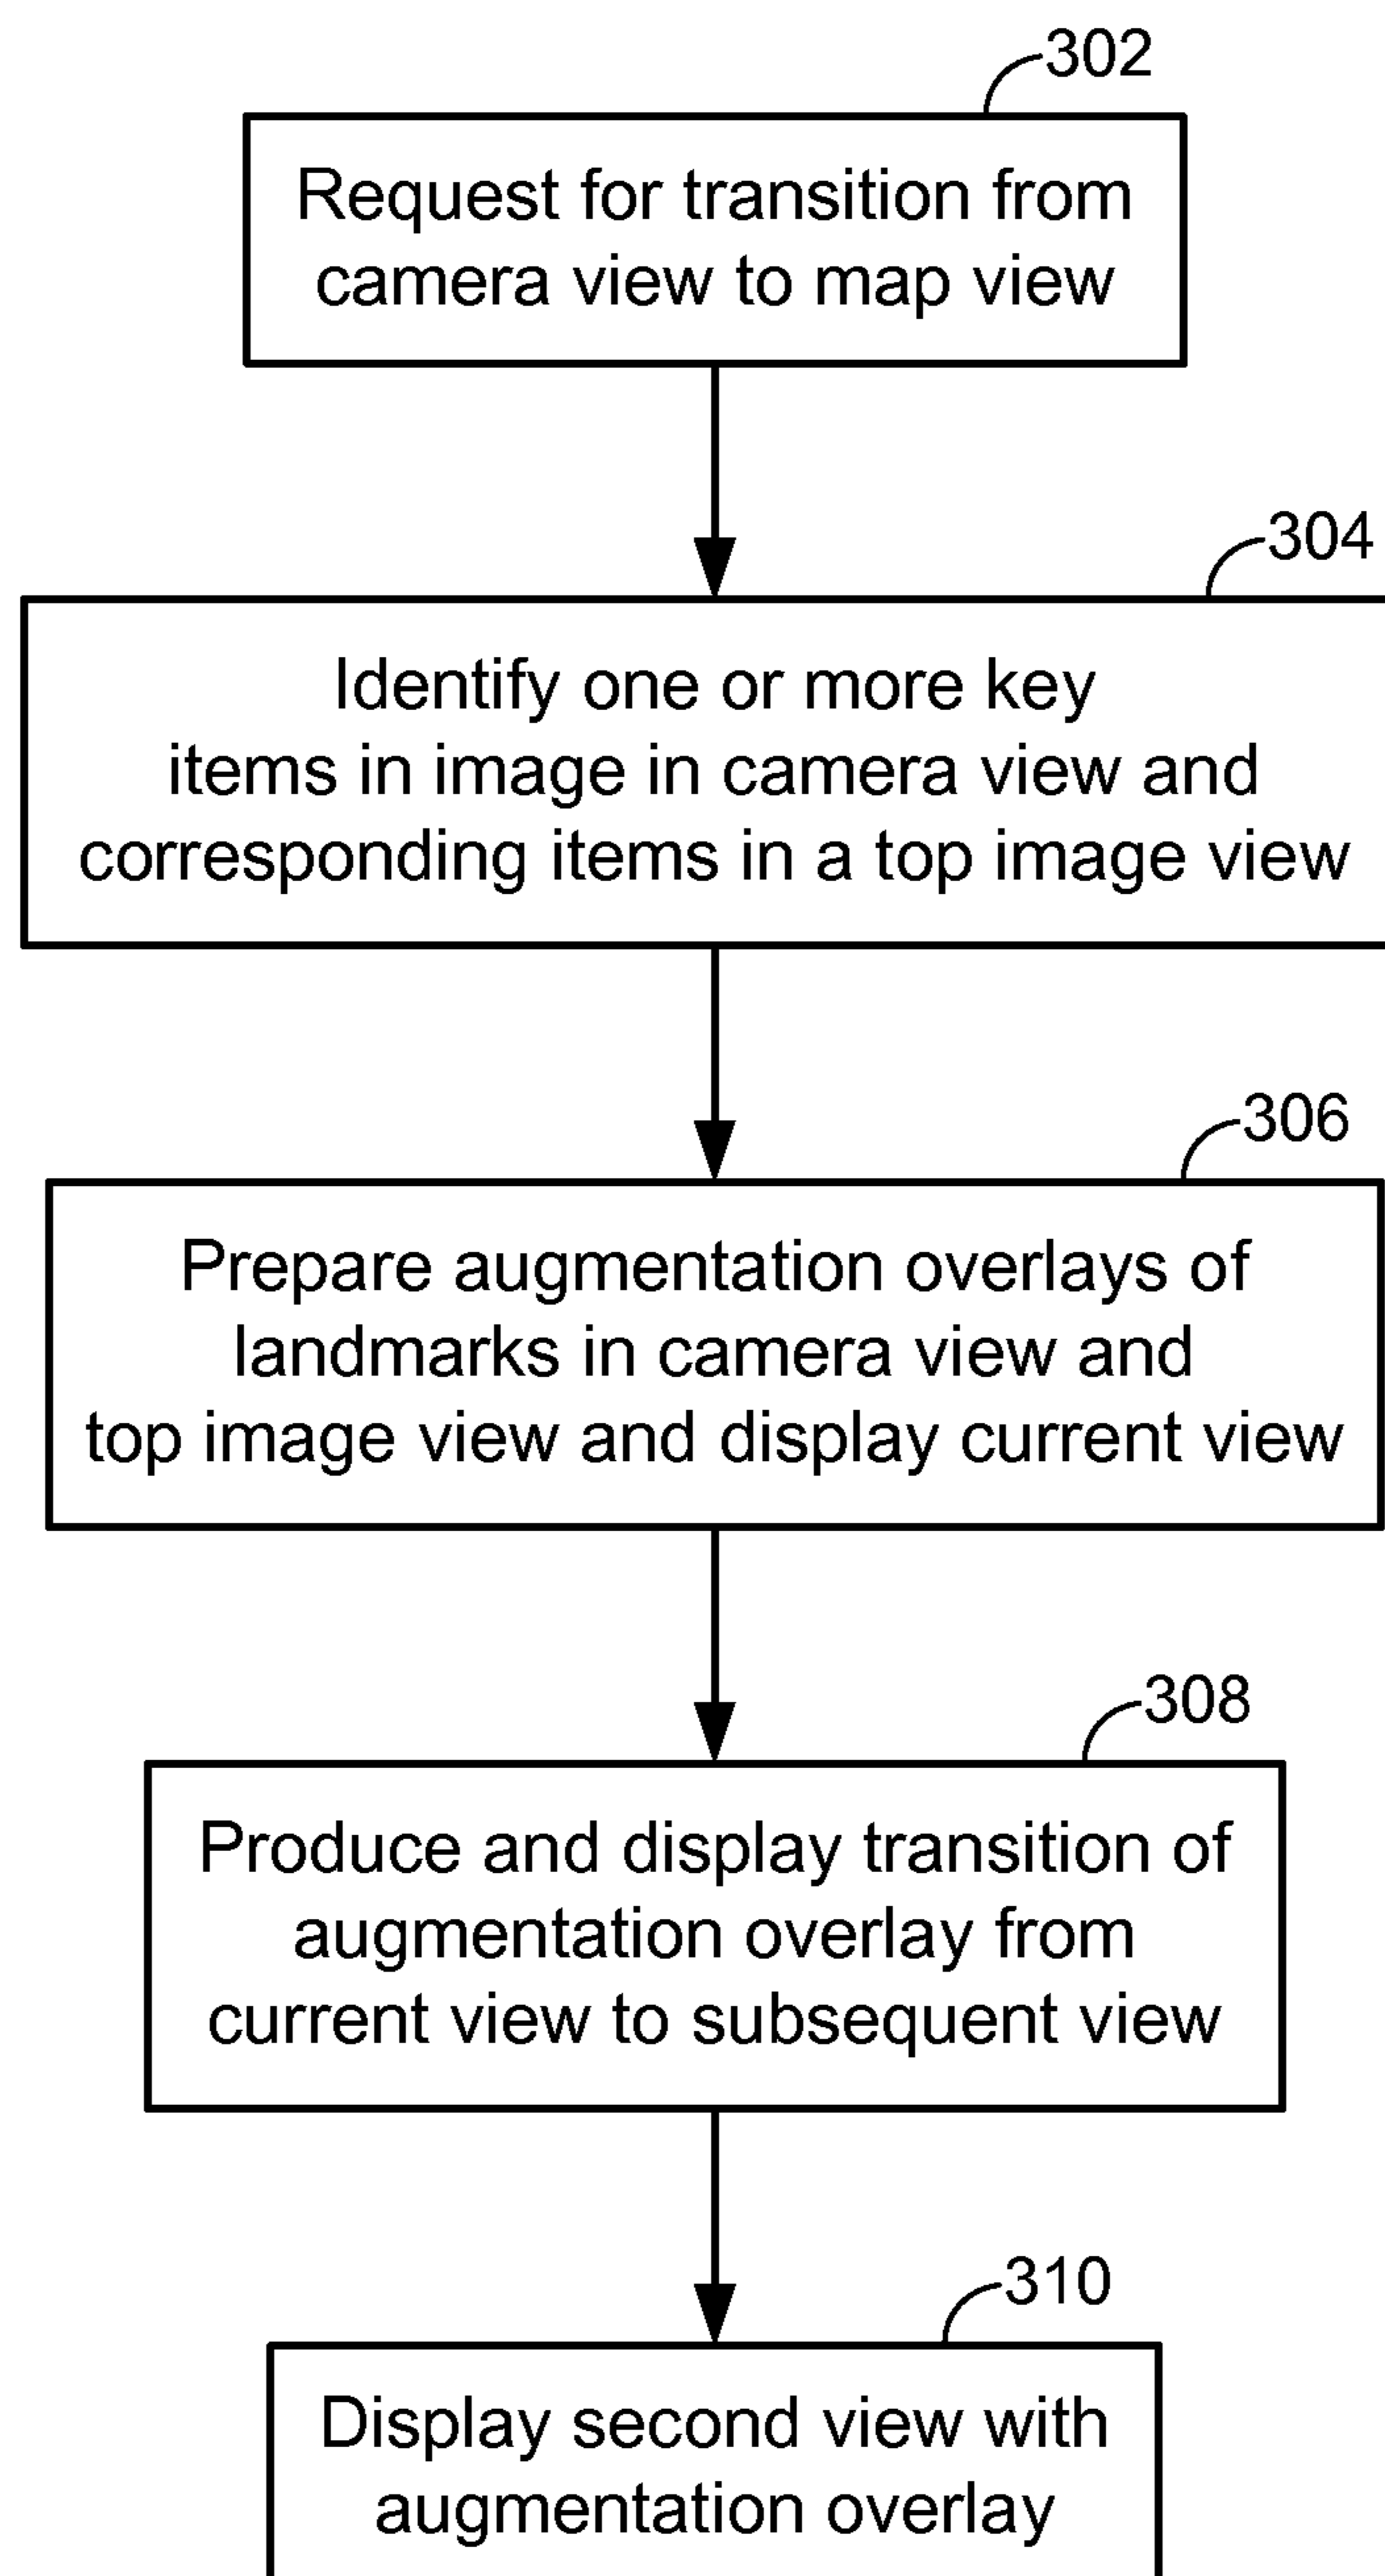 302
Request for transition from
camera view to map view
304
Identify one or more key
items in image in camera view and
corresponding items in a top image view
306
Prepare augmentation overlays of
landmarks in camera view and
top image view and display current view
308
Produce and display transition of
augmentation overlay from
current view to subsequent view
310
Display second view with
augmentation overlay